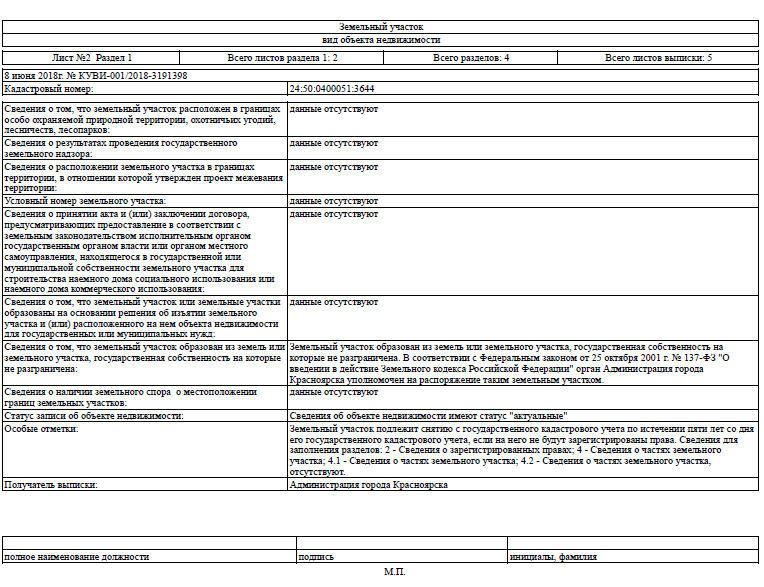 Земельный участок
вид объекта недвижимости
Лист №2 Раздел 1 Всего листов раздела 1: 2 Всего разделов: 4 Всего листов выписки: 5
8 июня 2018г. № КУВИ-001/2018-3191398
Кадастровый номер: 24:50:0400051:3644
Сведения о том, что земельный участок расположен в границах данные отсутствуют
особо охраняемой природной территории, охотничьих угодий,
лесничеств, лесопарков:
Сведения о результатах проведения государственного данные отсутствуют
земельного надзора:
Сведения о расположении земельного участка в границах данные отсутствуют
территории, в отношении которой утвержден проект межевания
территории:
Условный номер земельного участка: данные отсутствуют
Сведения о принятии акта и (или) заключении договора, данные отсутствуют
предусматривающих предоставление в соответствии с
земельным законодательством исполнительным органом
государственным органом власти или органом местного
самоуправления, находящегося в государственной или
муниципальной собственности земельного участка для
строительства наемного дома социального использования или
наемного дома коммерческого использования:
Сведения о том, что земельный участок или земельные участки данные отсутствуют
образованы на основании решения об изъятии земельного
участка и (или) расположенного на нем объекта недвижимости
для государственных или муниципальных нужд:
Сведения о том, что земельный участок образован из земель или
земельного участка, государственная собственность на которые
не разграничена:
Земельный участок образован из земель или земельного участка, государственная собственность на
которые не разграничена. В соответствии с Федеральным законом от 25 октября 2001 г. № 137-ФЗ "О
введении в действие Земельного кодекса Российской Федерации" орган Администрация города
Красноярска уполномочен на распоряжение таким земельным участком.
Сведения о наличии земельного спора о местоположении данные отсутствуют
границ земельных участков:
Статус записи об объекте недвижимости: Сведения об объекте недвижимости имеют статус "актуальные"
Особые отметки: Земельный участок подлежит снятию с государственного кадастрового учета по истечении пяти лет со дня
его государственного кадастрового учета, если на него не будут зарегистрированы права. Сведения для
заполнения разделов: 2 - Сведения о зарегистрированных правах; 4 - Сведения о частях земельного
участка; 4.1 - Сведения о частях земельного участка; 4.2 - Сведения о частях земельного участка,
отсутствуют.
Получатель выписки: Администрация города Красноярска
полное наименование должности подпись инициалы, фамилия
М.П.